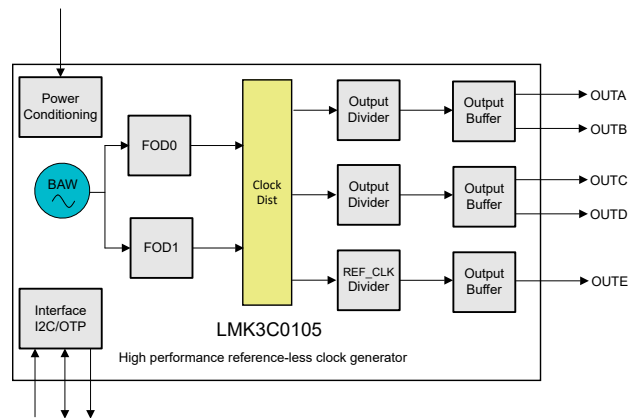 Power
Conditioning
BAW
FOD0
FOD1
Interface
I2C/OTP
Clock
Dist
Output
Divider
Output
Buffer
OUTA
OUTB
Output
Divider
Output
Buffer
OUTC
OUTD
REF_CLK
Divider
Output
Buffer
OUTE
LMK3C0105
High performance reference-less clock generator